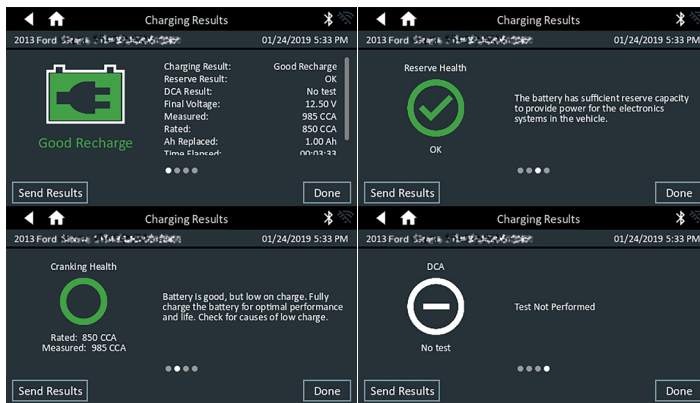 Charging Results
2013 Ford
01/24/2019 5:33 PM
Good Recharge
Charging Result: Good Recharge
Reserve Result: OK
DCA Result: No test
Final Voltage: 12.50 V
Measured: 985 CCA
Rated: 850 CCA
Ah Replaced: 1.00 Ah
Time Elapsed: 00:03:33
Send Results
Done
Charging Results
2013 Ford
01/24/2019 5:33 PM
Reserve Health
OK
The battery has sufficient reserve capacity
to provide power for the electronics
systems in the vehicle.
Send Results
Done
Charging Results
2013 Ford
01/24/2019 5:33 PM
Cranking Health
Rated: 850 CCA
Measured: 985 CCA
Battery is good, but low on charge. Fully
charge the battery for optimal performance
and life. Check for causes of low charge.
Send Results
Done
Charging Results
2013 Ford
01/24/2019 5:33 PM
DCA
No test
Test Not Performed
Send Results
Done